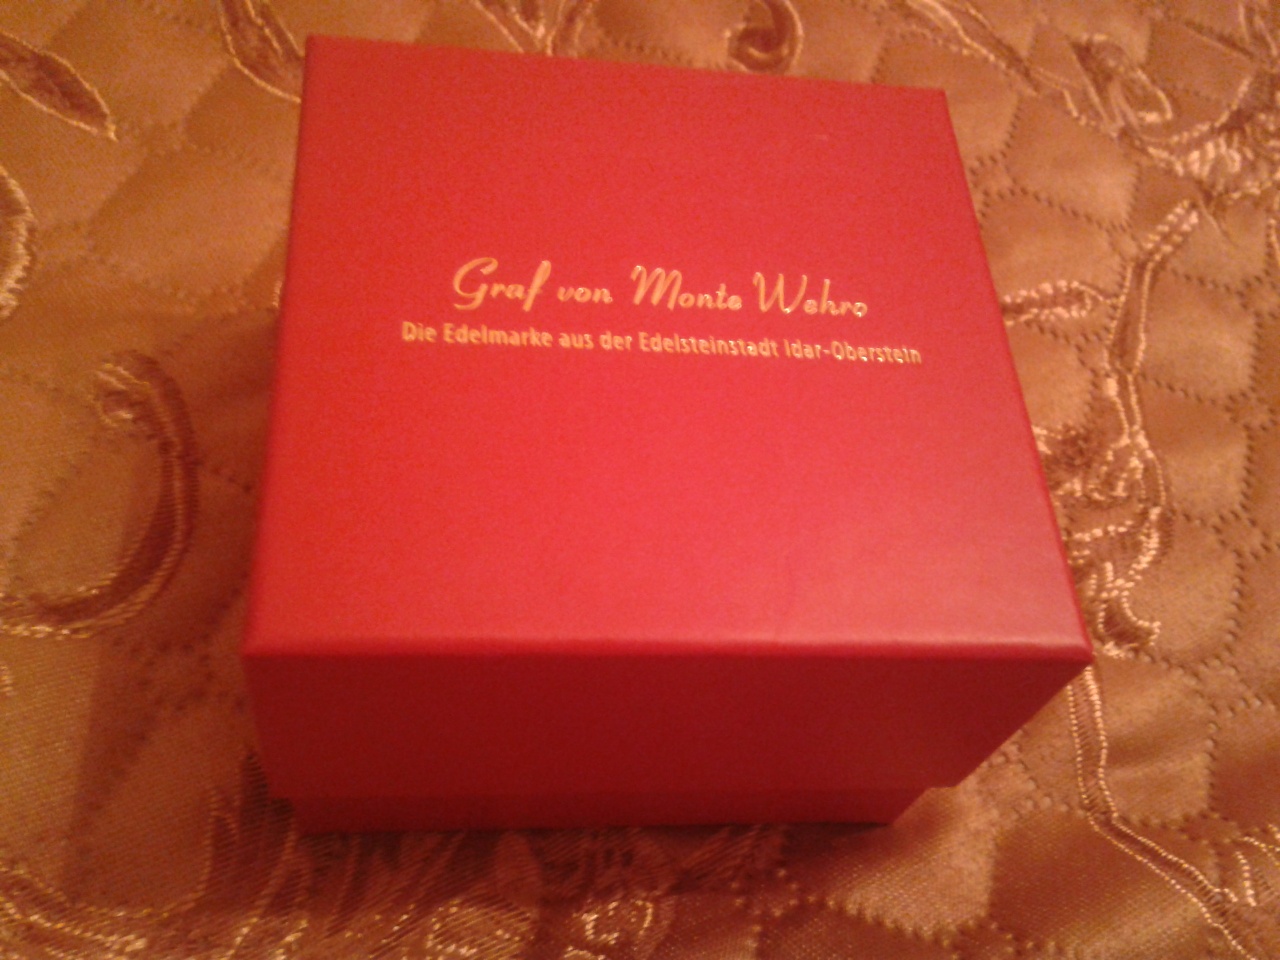 Graf von Monte Wehro
Die Edelmarke aus der Edelsteinstadt Idar-Oberstein